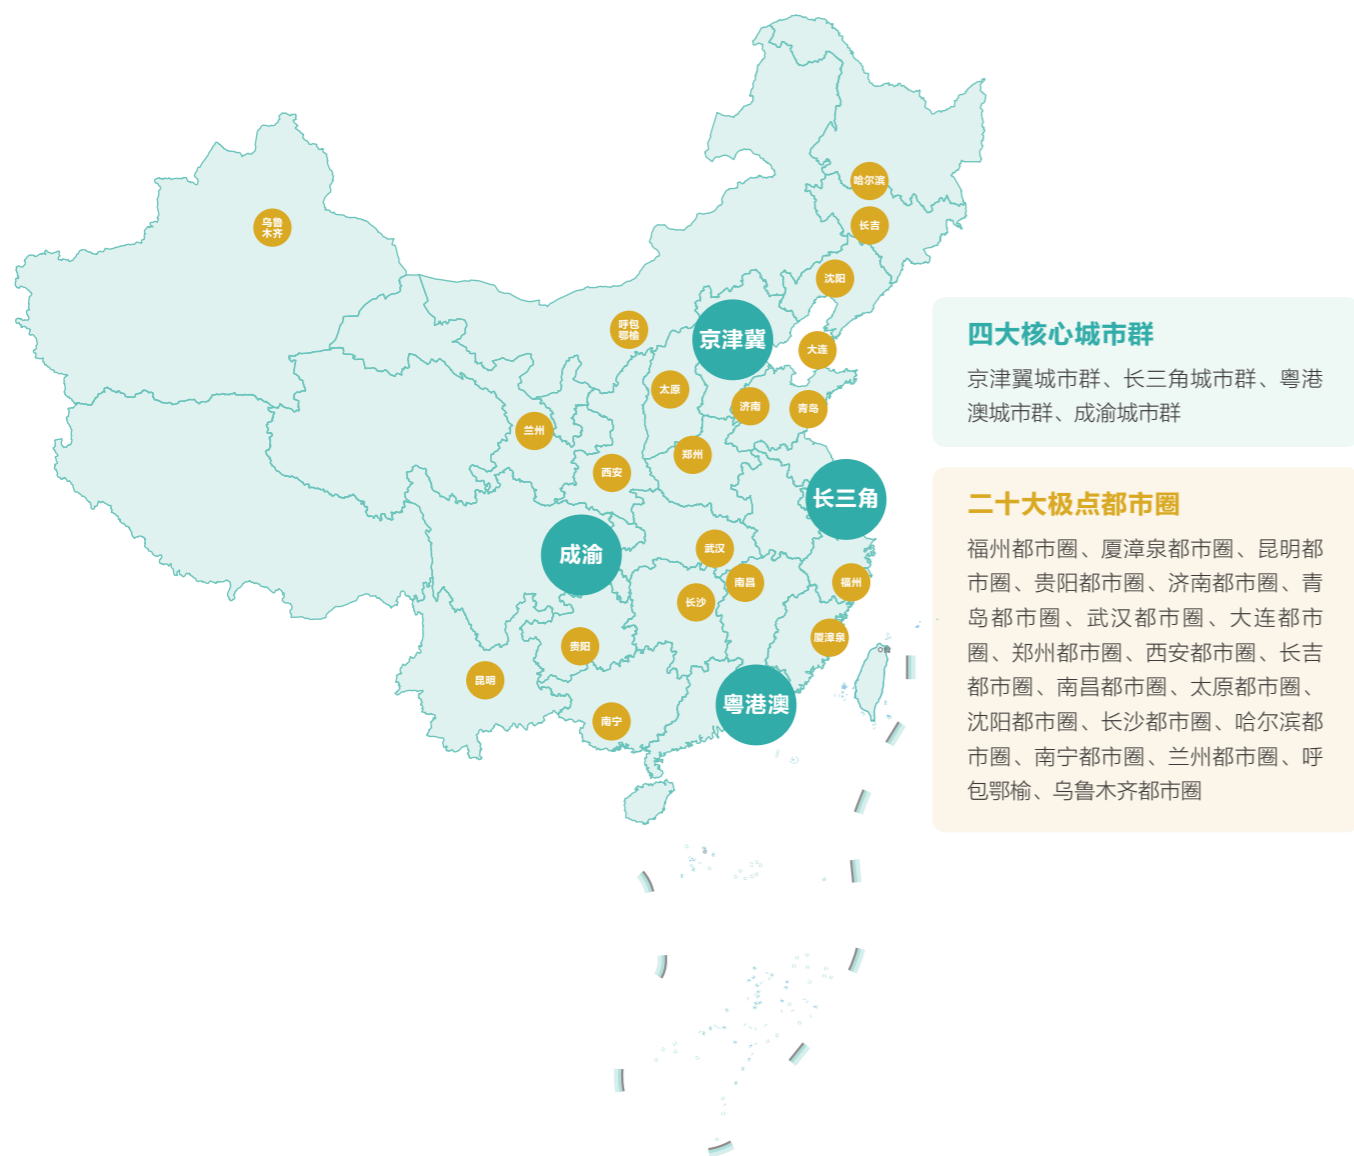 哈尔滨
长吉
乌鲁
木齐
沈阳
呼包
鄂榆
京津冀
大连
太原
济南
青岛
兰州
郑州
西安
长三角
成渝
武汉
南昌
福州
长沙
厦漳泉
贵阳
昆明
粤港澳
南宁
四大核心城市群
京津翼城市群、长三角城市群、粤港
澳城市群、成渝城市群
二十大极点都市圈
福州都市圈、厦漳泉都市圈、昆明都
市圈、贵阳都市圈、济南都市圈、青
岛都市圈、武汉都市圈、大连都市
圈、郑州都市圈、西安都市圈、长吉
都市圈、南昌都市圈、太原都市圈、
沈阳都市圈、长沙都市圈、哈尔滨都
市圈、南宁都市圈、兰州都市圈、呼
包鄂榆、乌鲁木齐都市圈